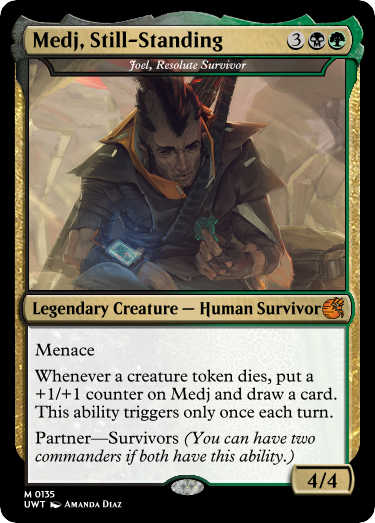 Medj, Still-Standing 3
Joel, Resolute Survivor
Legendary Creature — Human Survivor
Menace
Whenever a creature token dies, put a
+1/+1 counter on Medj and draw a card.
This ability triggers only once each turn.
Partner—Survivors (You can have two
commanders if both have this ability.)
4/4
M 0135
UWT AMANDA DIAZ